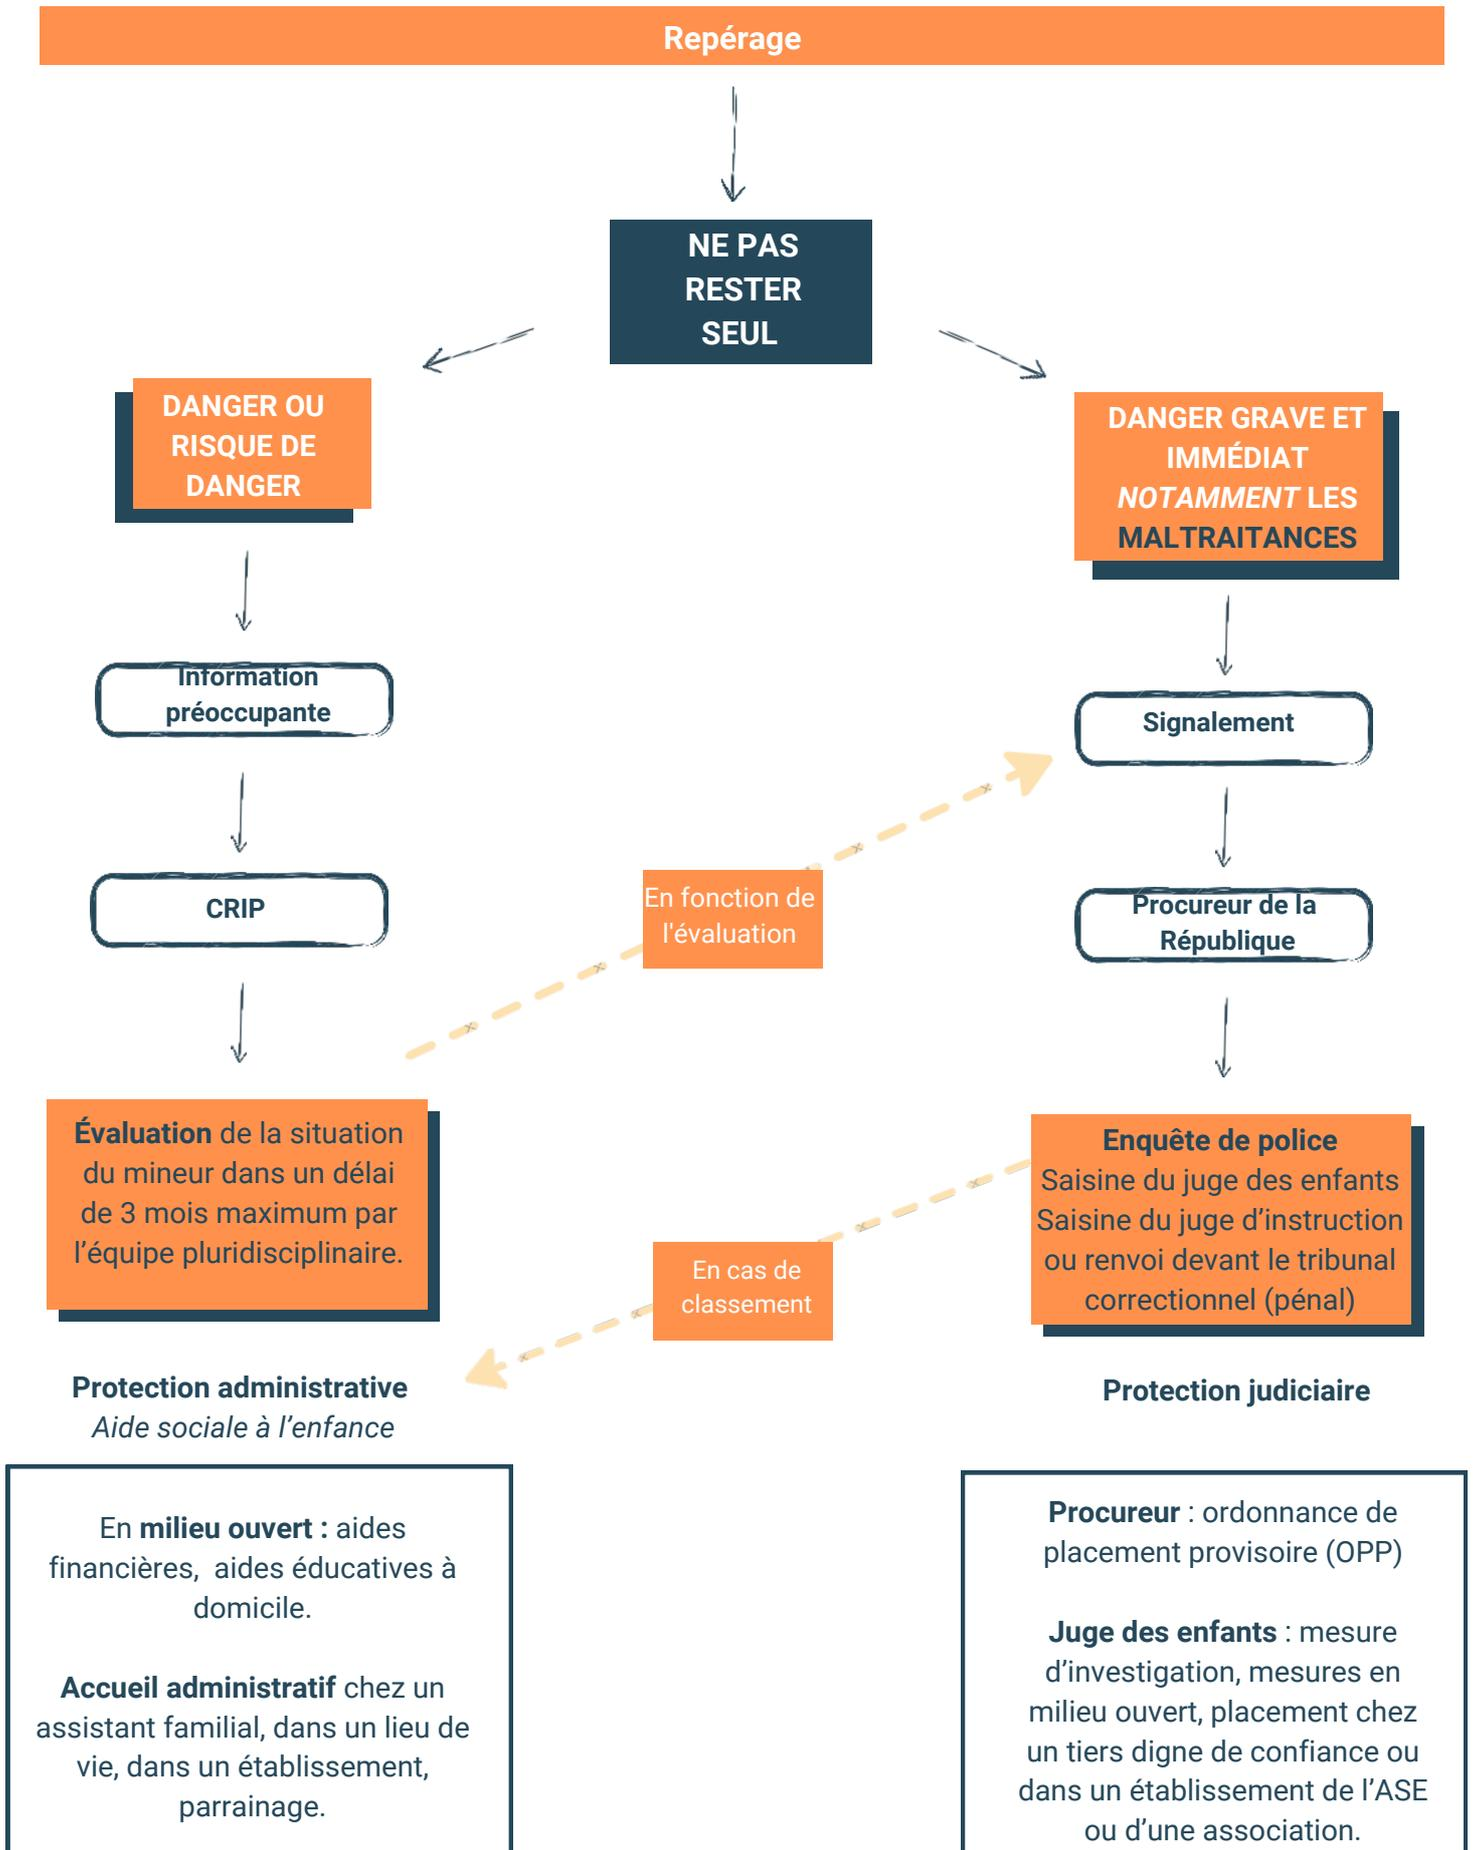 Repérage
NE PAS
RESTER
SEUL
DANGER OU
RISQUE DE
DANGER
Information
préoccupante
CRIP
Évaluation de la situation
du mineur dans un délai
de 3 mois maximum par
l’équipe pluridisciplinaire.
En fonction de
l'évaluation
DANGER GRAVE ET
IMMÉDIAT
NOTAMMENT LES
MALTRAITANCES
Signalement
Procureur de la
République
Enquête de police
Saisine du juge des enfants
Saisine du juge d’instruction
ou renvoi devant le tribunal
correctionnel (pénal)
En cas de
classement
Protection administrative
Aide sociale à l’enfance
En milieu ouvert : aides
financières,  aides éducatives à
domicile.
Accueil administratif chez un
assistant familial, dans un lieu de
vie, dans un établissement,
parrainage.
Protection judiciaire
Procureur : ordonnance de
placement provisoire (OPP)
Juge des enfants : mesure
d’investigation, mesures en
milieu ouvert, placement chez
un tiers digne de confiance ou
dans un établissement de l’ASE
ou d’une association.